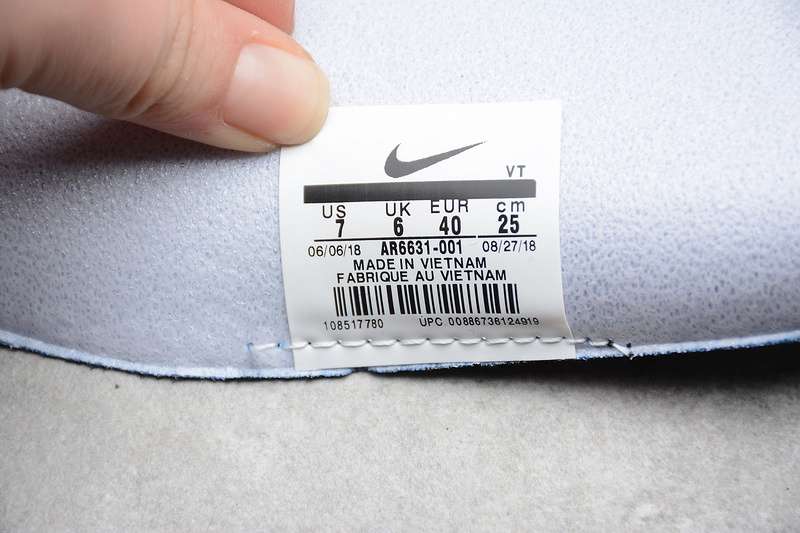 VT
US UK EUR cm
7 6 40 25
06/06/18 AR6631-001 08/27/18
MADE IN VIETNAM
FABRIQUE AU VIETNAM
108517780 UPC 00886736124919